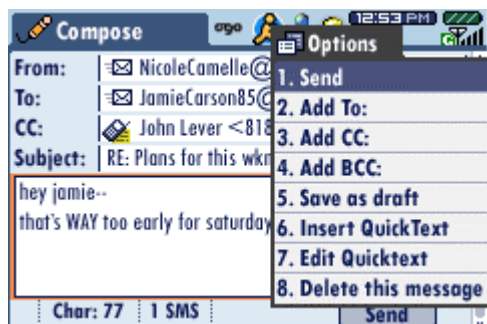 Compose
ago
12:53 PM
G
Options
From: NicoleCamelle@
To: JamieCarson85@
CC: John Lever <818
Subject: RE: Plans for this wkn
hey jamie--
that's WAY too early for saturday
1. Send
2. Add To:
3. Add CC:
4. Add BCC:
5. Save as draft
6. Insert QuickText
7. Edit Quicktext
8. Delete this message
Char: 77 1 SMS
Send